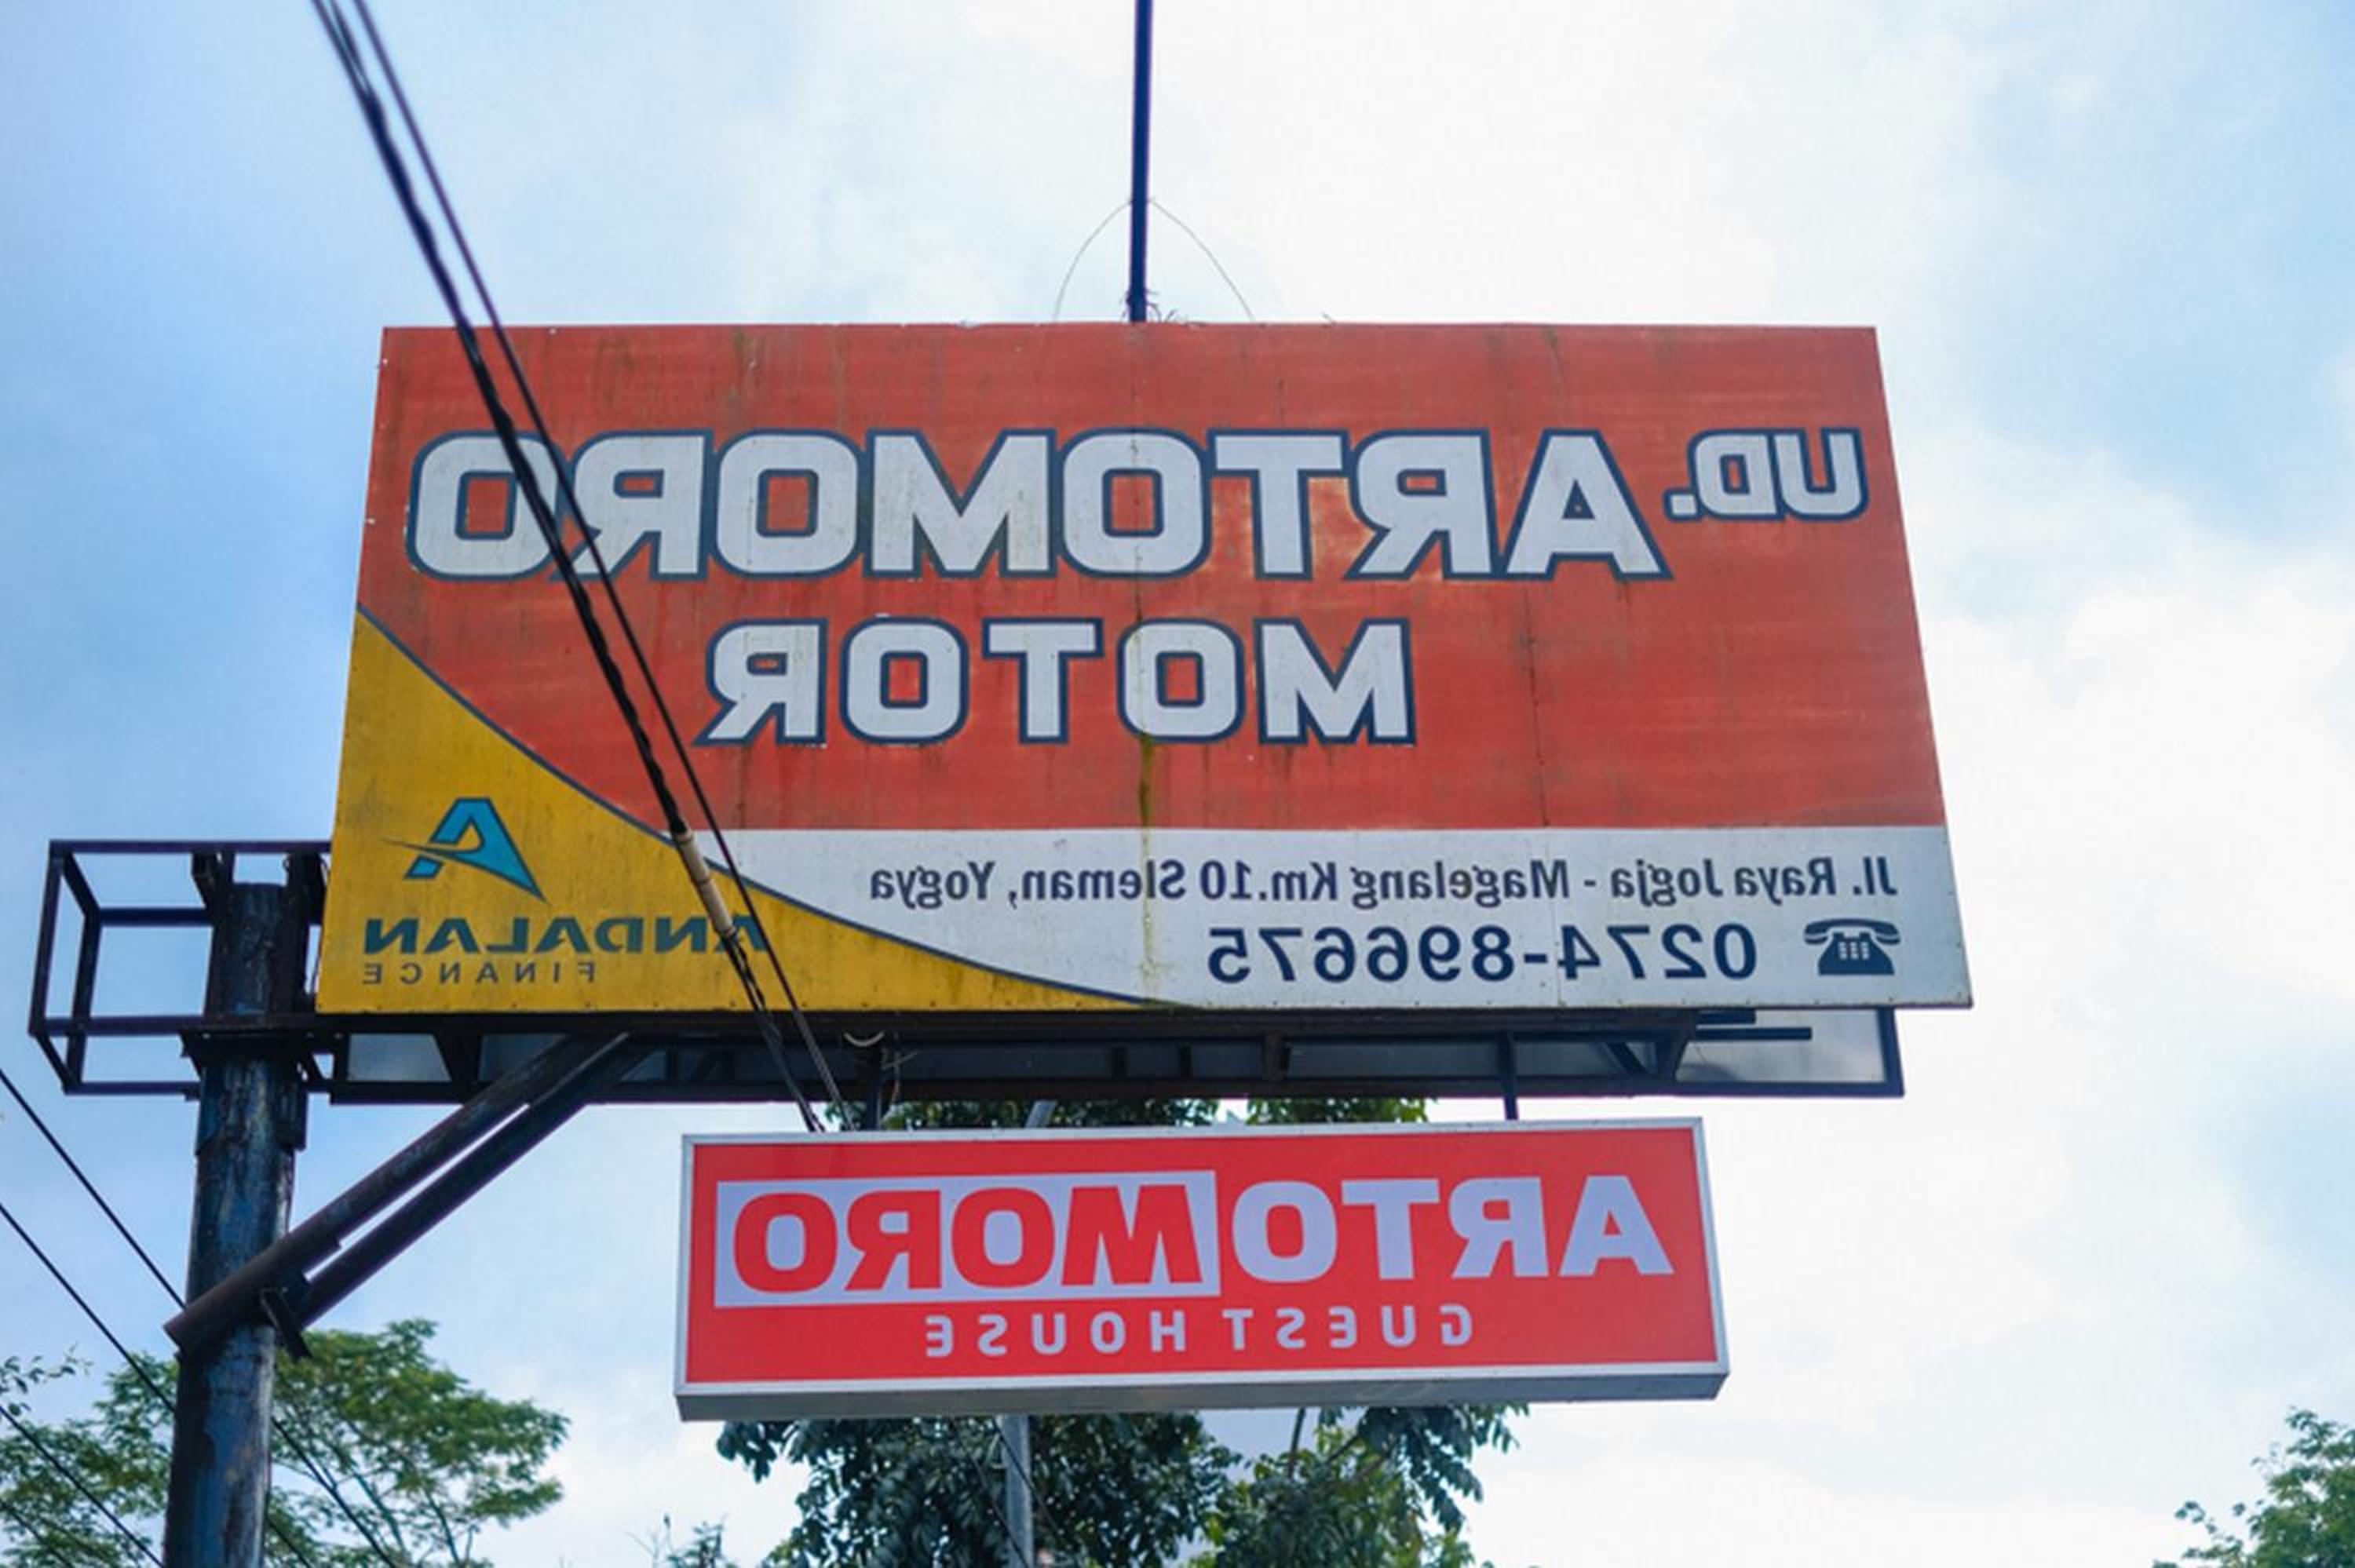 UD. ARTOMORO
MOTOR
Jl. Raya Jogja - Magelang Km.10 Sleman, Yogya
0274-896675
ANDALAN
FINANCE
ARTOMORO
GUEST HOUSE